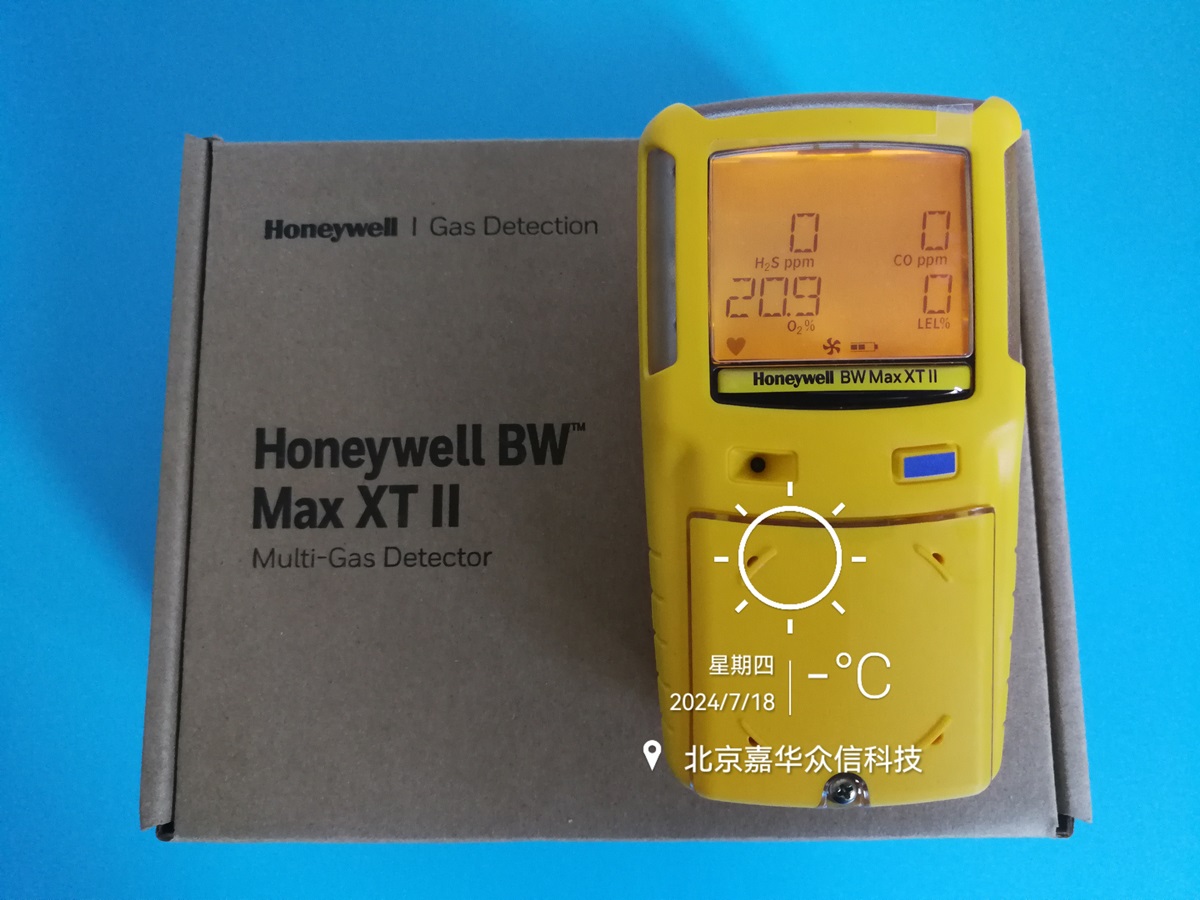 Honeywell | Gas Detection
Honeywell BW™
Max XT II
Multi-Gas Detector
0 0
H₂S ppm CO ppm
20.9 0
O₂% LEL%
Honeywell BW Max XT II
星期四
2024/7/18
-°C
北京嘉华众信科技